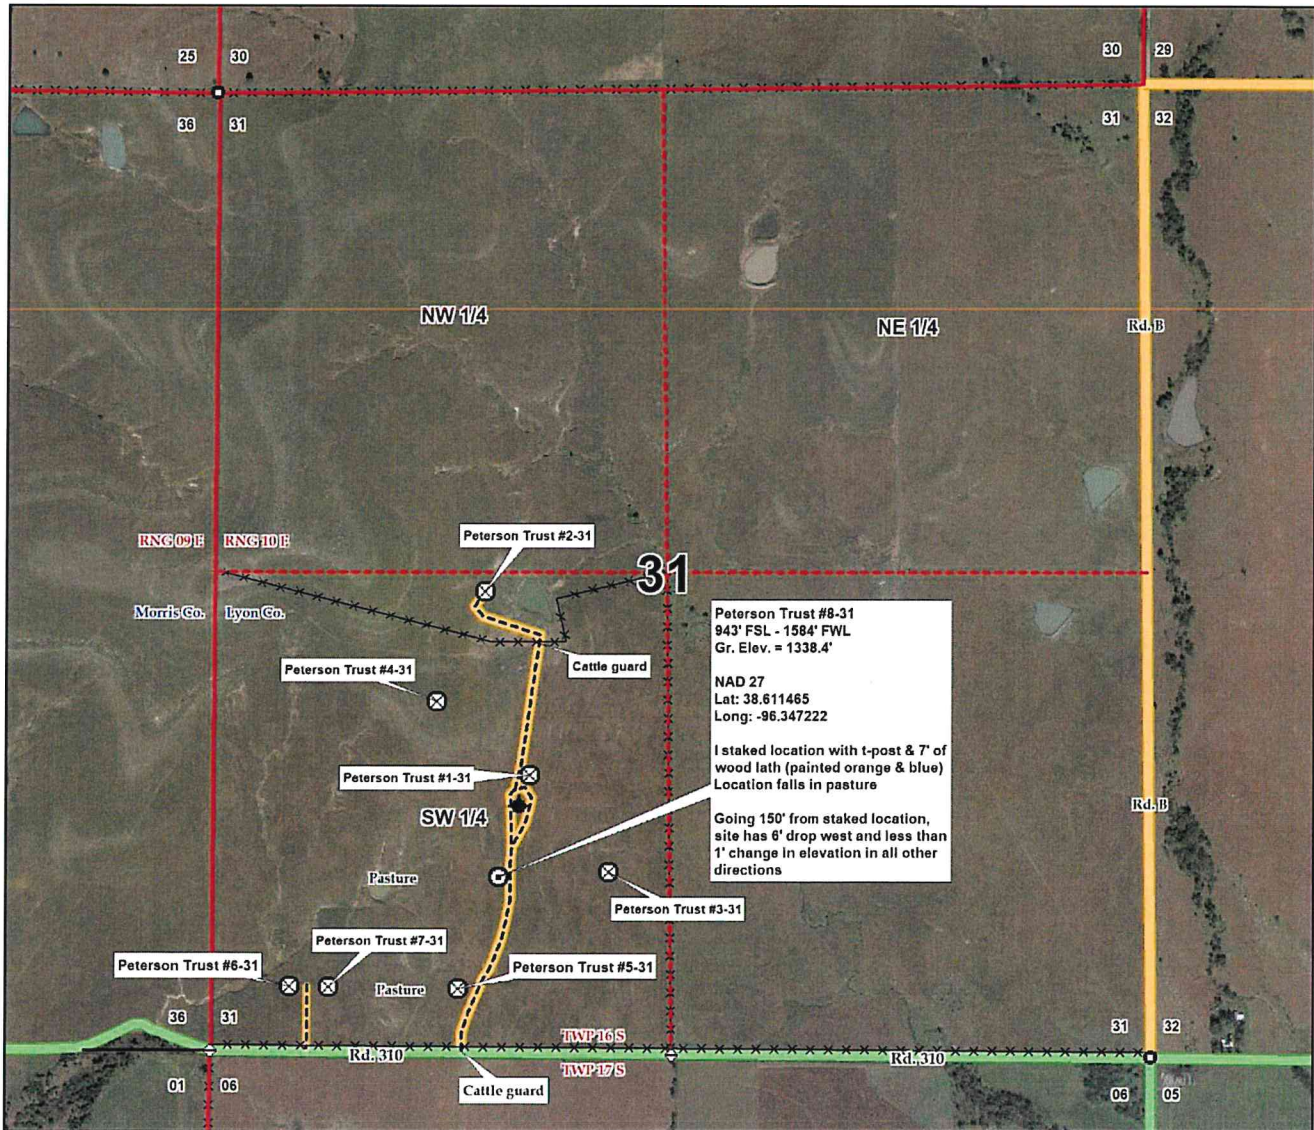 25 30
30 29
36 31
31 32
NW 1/4
NE 1/4
Rd. B
RNG 09 E RNG 10 E
Peterson Trust #2-31
31
Morris Co. Lyon Co.
Cattle guard
Peterson Trust #4-31
Peterson Trust #8-31
943' FSL - 1584' FWL
Gr. Elev. = 1338.4'
NAD 27
Lat: 38.611465
Long: -96.347222
I staked location with t-post & 7' of
wood lath (painted orange & blue)
Location falls in pasture
Going 150' from staked location,
site has 6' drop west and less than
1' change in elevation in all other
directions
Peterson Trust #1-31
SW 1/4
Rd. B
Pasture
Peterson Trust #3-31
Peterson Trust #7-31
Peterson Trust #6-31
Peterson Trust #5-31
Pasture
36 31
31 32
TWP 16 S
Rd. 310
Rd. 310
TWP 17 S
01 06
Cattle guard
06 05